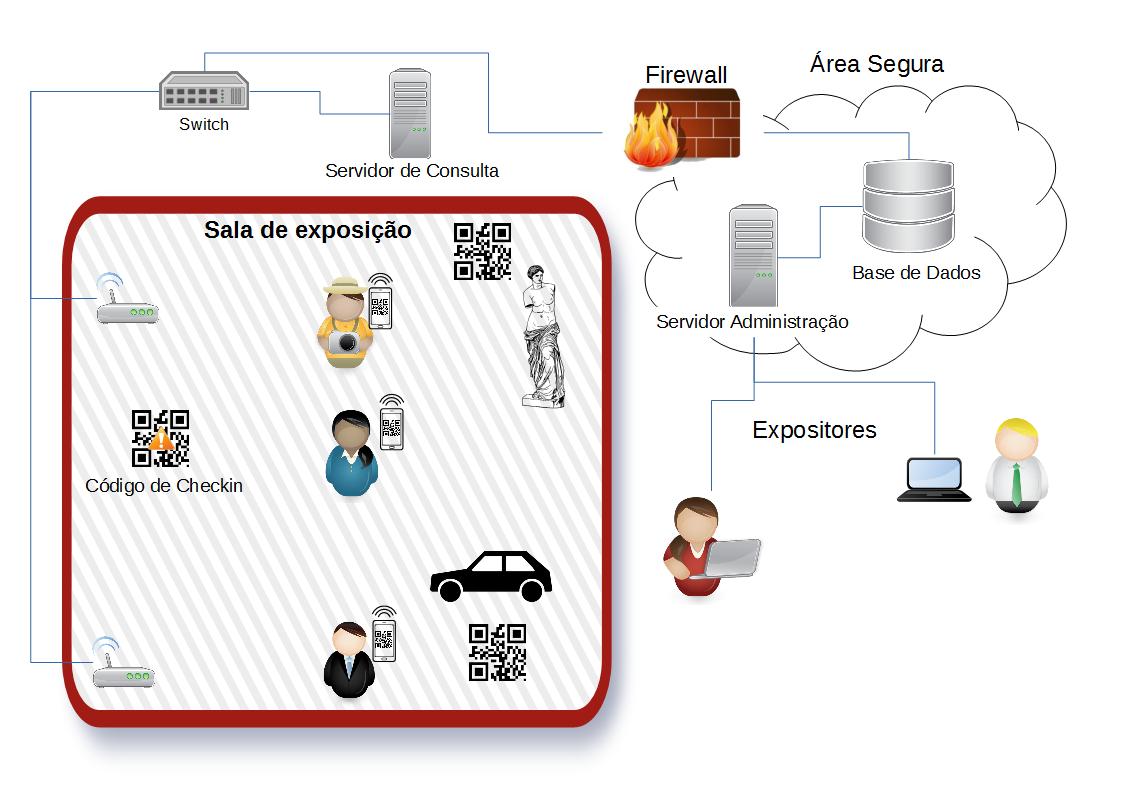 Firewall
Área Segura
Switch
Servidor de Consulta
Sala de exposição
Base de Dados
Servidor Administração
Expositores
Código de Checkin